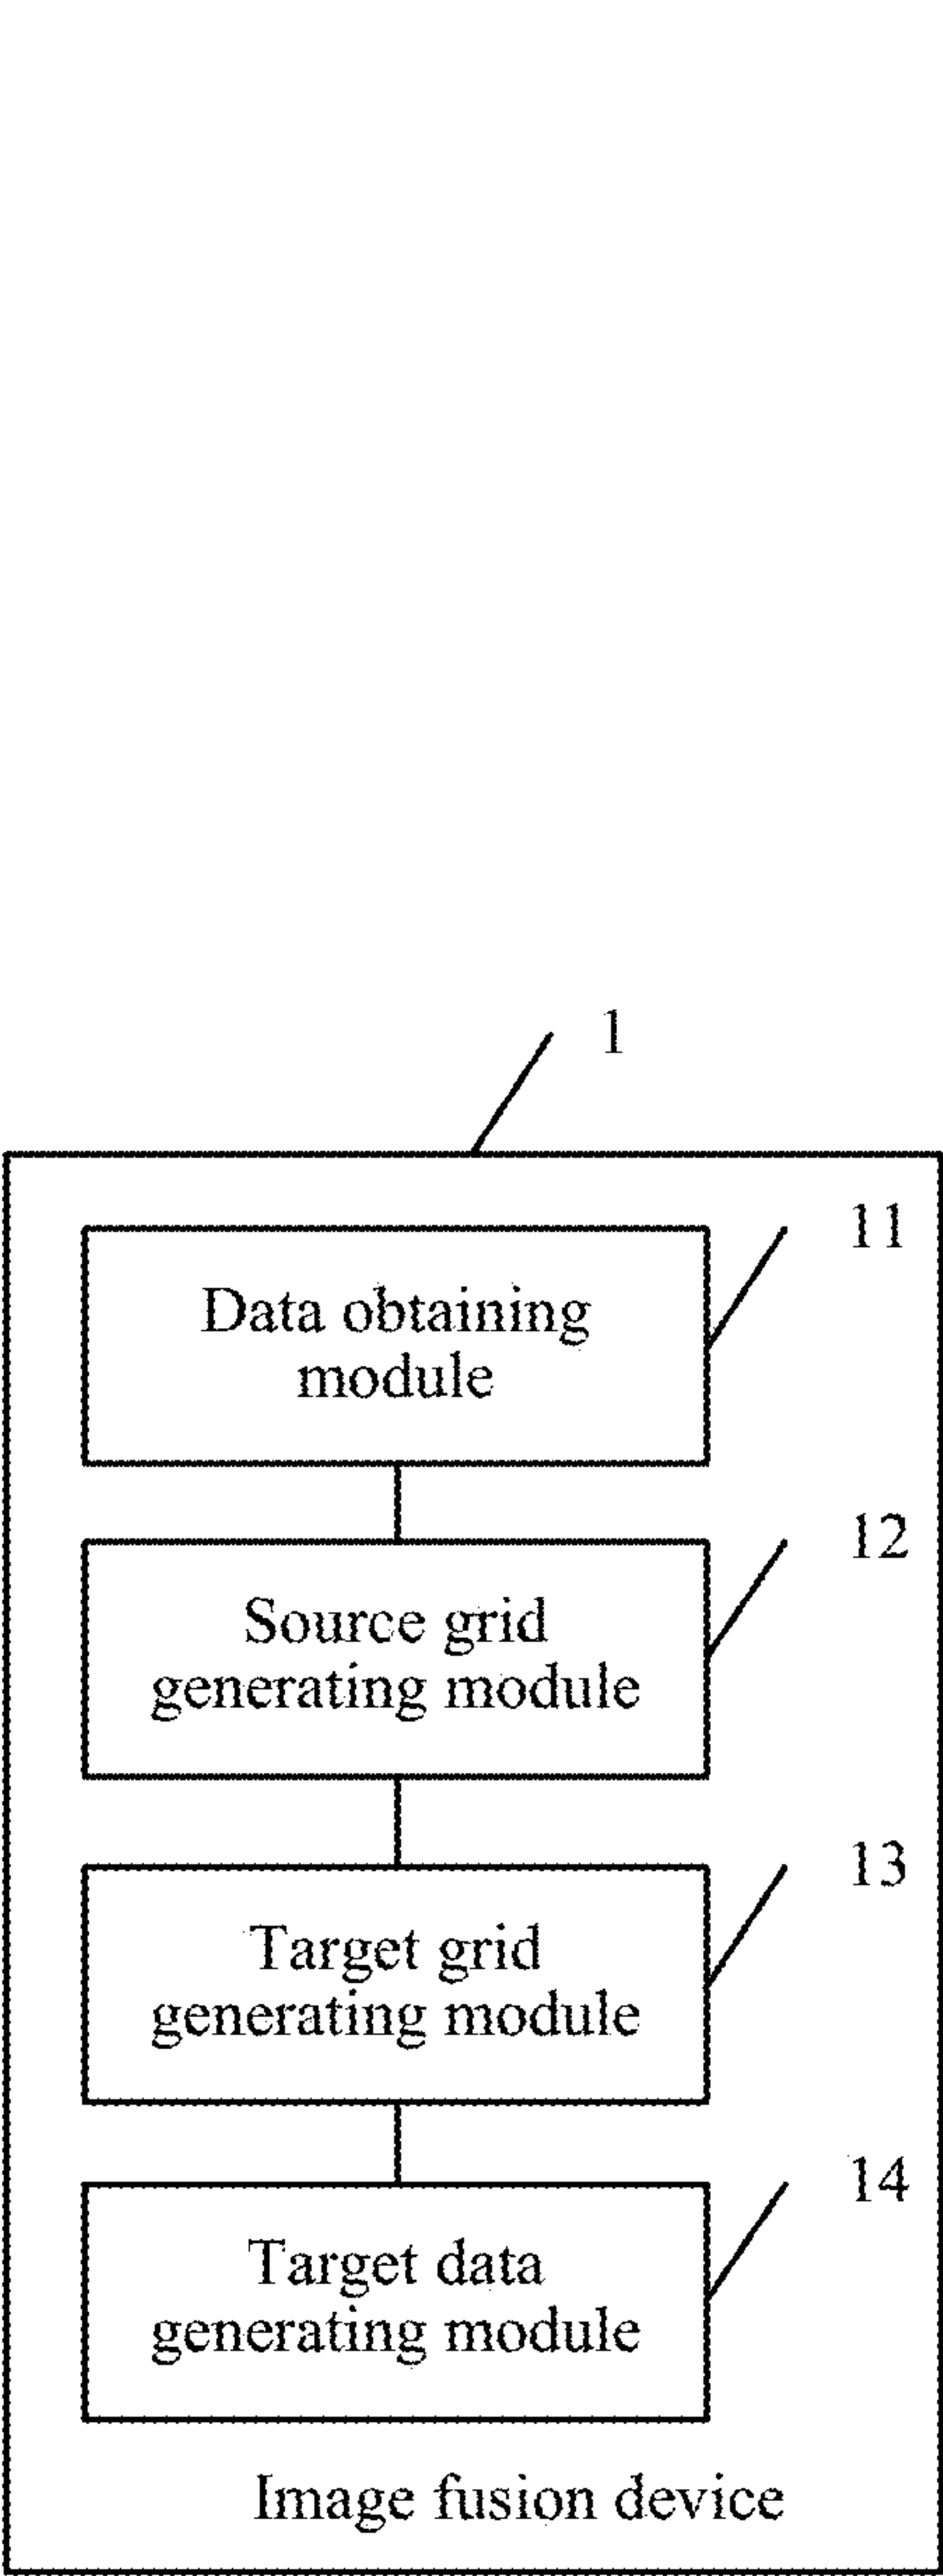 1
11
Data obtaining
module
12
Source grid
generating module
13
Target grid
generating module
14
Target data
generating module
Image fusion device